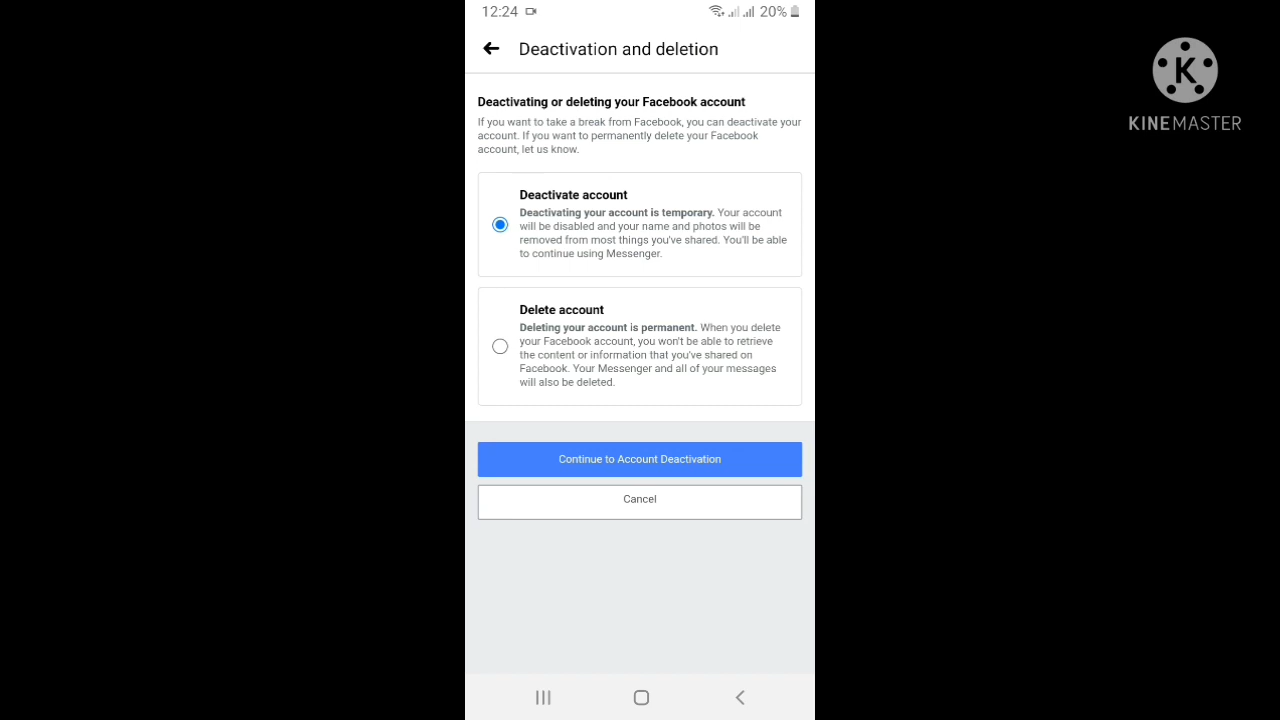 12:24
20%
Deactivation and deletion
K
KINEMASTER
Deactivating or deleting your Facebook account
If you want to take a break from Facebook, you can deactivate your
account. If you want to permanently delete your Facebook
account, let us know.
Deactivate account
Deactivating your account is temporary. Your account
will be disabled and your name and photos will be
removed from most things you've shared. You'll be able
to continue using Messenger.
Delete account
Deleting your account is permanent. When you delete
your Facebook account, you won't be able to retrieve
the content or information that you've shared on
Facebook. Your Messenger and all of your messages
will also be deleted.
Continue to Account Deactivation
Cancel